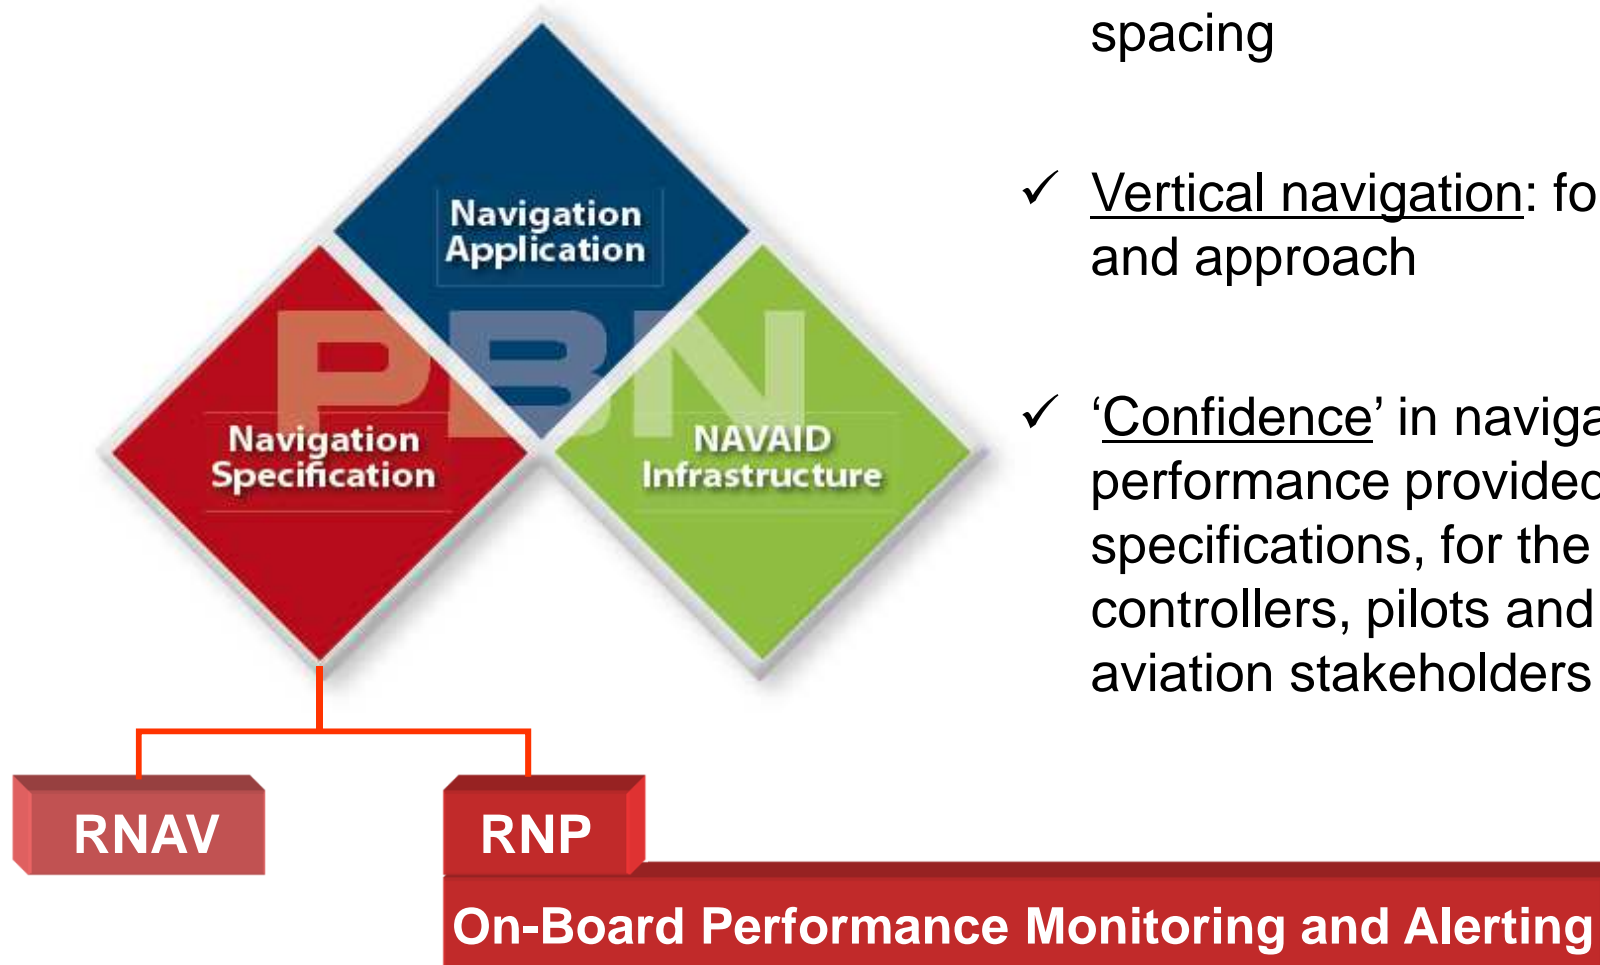 Navigation
Application
PBN
Navigation
Specification
NAVAID
Infrastructure
RNAV
RNP
On-Board Performance Monitoring and Alerting
spacing
✓ Vertical navigation: fo
and approach
✓ ‘Confidence’ in naviga
performance provided
specifications, for the
controllers, pilots and
aviation stakeholders